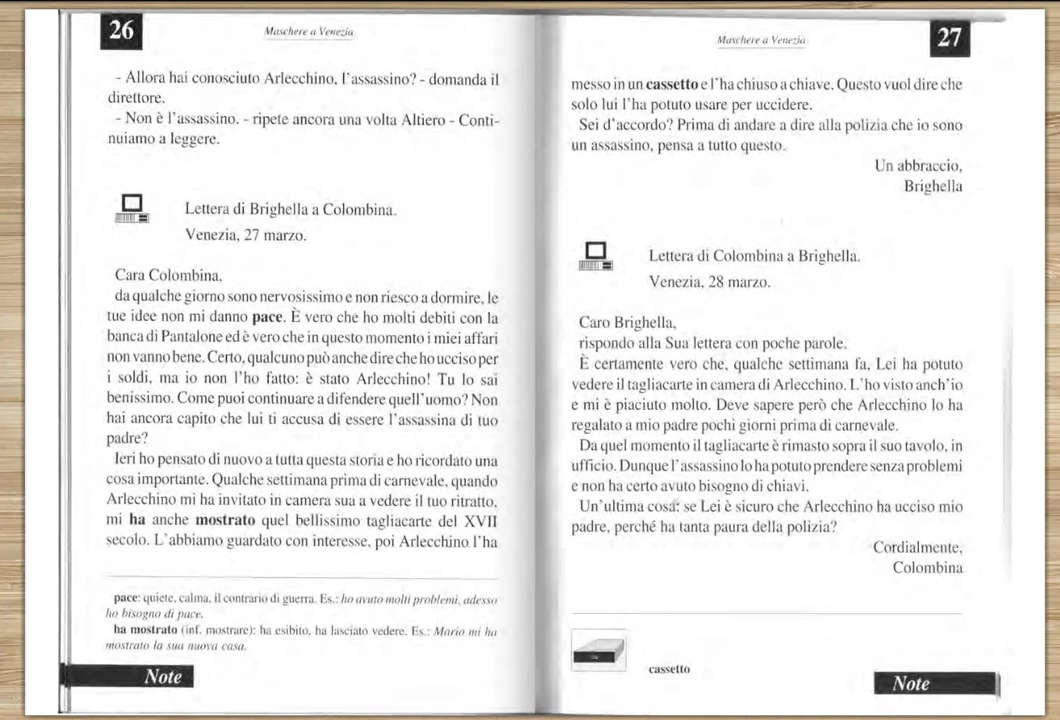 26
Maschere a Venezia
- Allora hai conosciuto Arlecchino, l'assassino? - domanda il
direttore.
- Non è l'assassino. - ripete ancora una volta Altiero - Conti-
nuiamo a leggere.
Lettera di Brighella a Colombina.
Venezia, 27 marzo.
Cara Colombina,
da qualche giorno sono nervosissimo e non riesco a dormire, le
tue idee non mi danno pace. È vero che ho molti debiti con la
banca di Pantalone ed è vero che in questo momento i miei affari
non vanno bene. Certo, qualcuno può anche dire che ho ucciso per
i soldi, ma io non l'ho fatto: è stato Arlecchino! Tu lo sai
benissimo. Come puoi continuare a difendere quell'uomo? Non
hai ancora capito che lui ti accusa di essere l'assassina di tuo
padre?
Ieri ho pensato di nuovo a tutta questa storia e ho ricordato una
cosa importante. Qualche settimana prima di carnevale, quando
Arlecchino mi ha invitato in camera sua a vedere il tuo ritratto,
mi ha anche mostrato quel bellissimo tagliacarte del XVII
secolo. L'abbiamo guardato con interesse, poi Arlecchino l'ha
pace: quiete, calma, il contrario di guerra. Es.: ho avuto molti problemi, adesso
ho bisogno di pace.
ha mostrato (inf. mostrare): ha esibito, ha lasciato vedere. Es.: Mario mi ha
mostrato la sua nuova casa.
Note
Maschere a Venezia
27
messo in un cassetto e l'ha chiuso a chiave. Questo vuol dire che
solo lui l'ha potuto usare per uccidere.
Sei d'accordo? Prima di andare a dire alla polizia che io sono
un assassino, pensa a tutto questo.
Un abbraccio,
Brighella
Lettera di Colombina a Brighella.
Venezia, 28 marzo.
Caro Brighella,
rispondo alla Sua lettera con poche parole.
È certamente vero che, qualche settimana fa, Lei ha potuto
vedere il tagliacarte in camera di Arlecchino. L'ho visto anch'io
e mi è piaciuto molto. Deve sapere però che Arlecchino lo ha
regalato a mio padre pochi giorni prima di carnevale.
Da quel momento il tagliacarte è rimasto sopra il suo tavolo, in
ufficio. Dunque l'assassino lo ha potuto prendere senza problemi
e non ha certo avuto bisogno di chiavi.
Un'ultima cosa: se Lei è sicuro che Arlecchino ha ucciso mio
padre, perché ha tanta paura della polizia?
Cordialmente,
Colombina
cassetto
Note